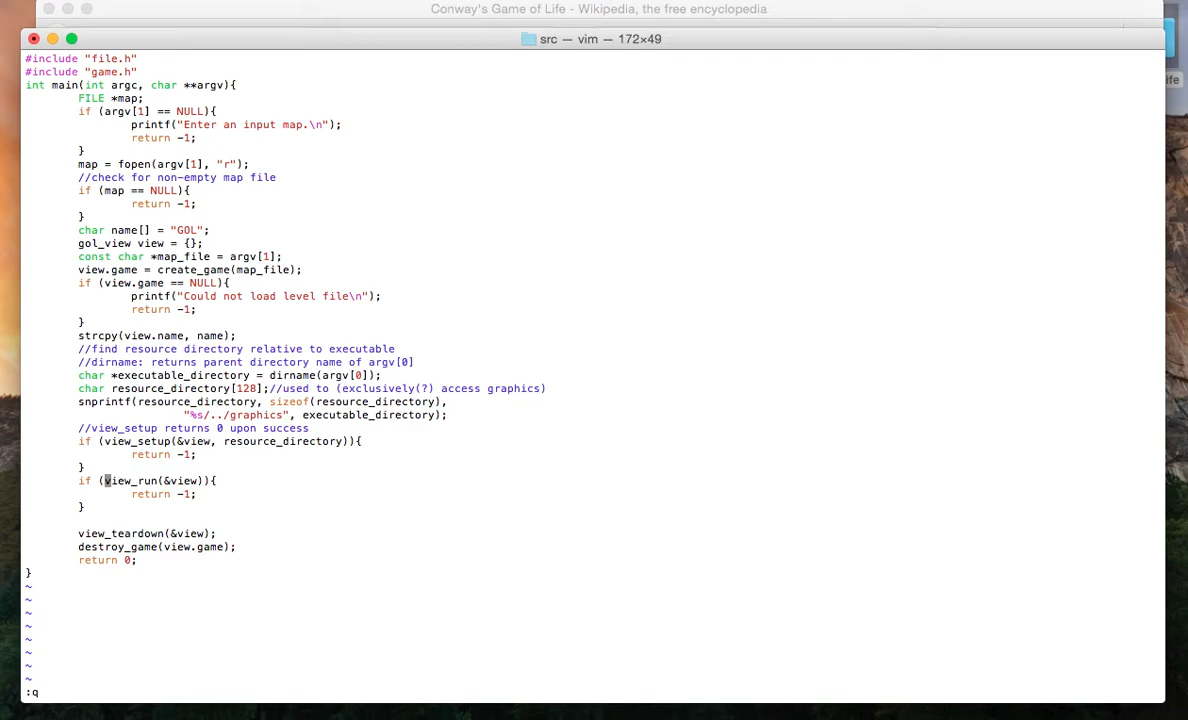 Conway's Game of Life - Wikipedia, the free encyclopedia
src — vim — 172×49
ife
#include "file.h"
#include "game.h"
int main(int argc, char **argv){
        FILE *map;
        if (argv[1] == NULL){
                printf("Enter an input map.\n");
                return -1;
        }
        map = fopen(argv[1], "r");
        //check for non-empty map file
        if (map == NULL){
                return -1;
        }
        char name[] = "GOL";
        gol_view view = {};
        const char *map_file = argv[1];
        view.game = create_game(map_file);
        if (view.game == NULL){
                printf("Could not load level file\n");
                return -1;
        }
        strcpy(view.name, name);
        //find resource directory relative to executable
        //dirname: returns parent directory name of argv[0]
        char *executable_directory = dirname(argv[0]);
        char resource_directory[128];//used to (exclusively(?) access graphics)
        snprintf(resource_directory, sizeof(resource_directory),
                        "%s/../graphics", executable_directory);
        //view_setup returns 0 upon success
        if (view_setup(&view, resource_directory)){
                return -1;
        }
        if (view_run(&view)){
                return -1;
        }

        view_teardown(&view);
        destroy_game(view.game);
        return 0;
}
~
~
~
~
~
~
~
~
:q